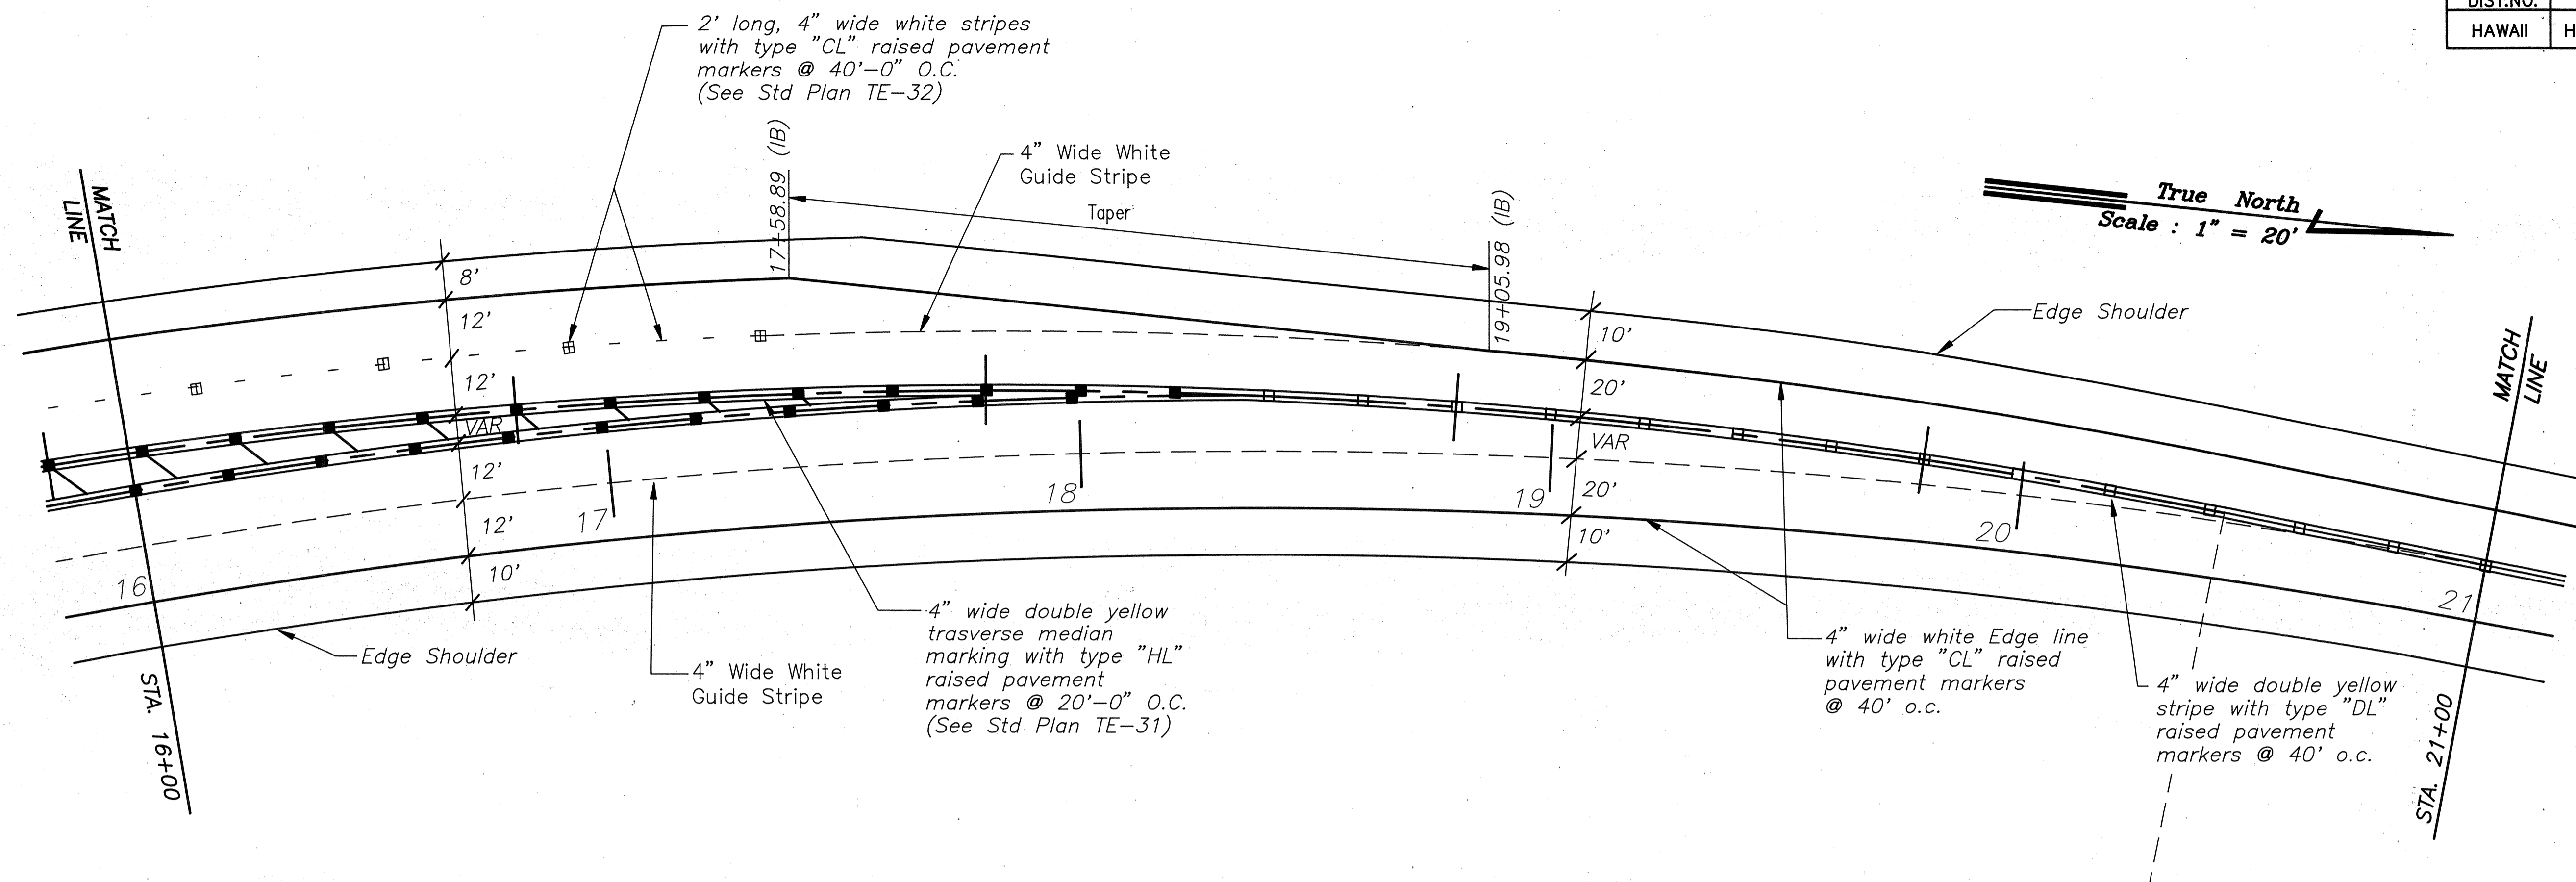 DIST.NO.
HAWAII
H
2' long, 4" wide white stripes
with type "CL" raised pavement
markers @ 40'-0" O.C.
(See Std Plan TE-32)
MATCH
LINE
17+58.89 (IB)
4" Wide White
Guide Stripe
Taper
19+05.98 (IB)
True North
Scale : 1" = 20'
Edge Shoulder
MATCH
LINE
8'
12'
12'
VAR
12'
12'
10'
10'
20'
VAR
20'
10'
16
17
18
19
20
21
Edge Shoulder
STA. 16+00
4" Wide White
Guide Stripe
4" wide double yellow
trasverse median
marking with type "HL"
raised pavement
markers @ 20'-0" O.C.
(See Std Plan TE-31)
4" wide white Edge line
with type "CL" raised
pavement markers
@ 40' o.c.
4" wide double yellow
stripe with type "DL"
raised pavement
markers @ 40' o.c.
STA. 21+00